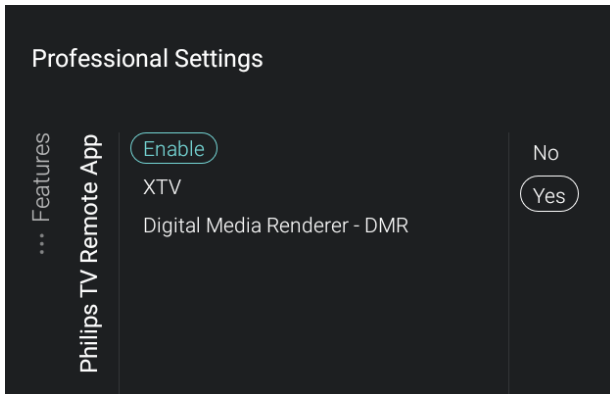 Professional Settings
••• Features
Philips TV Remote App
Enable
XTV
Digital Media Renderer - DMR
No
Yes